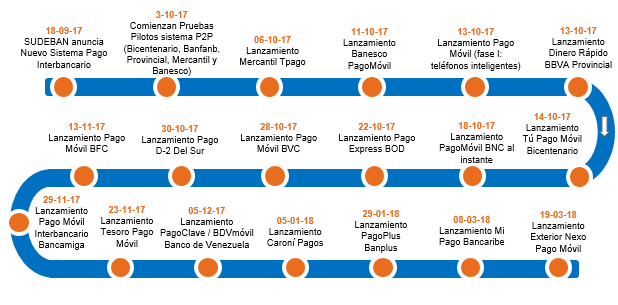 18-09-17
SUDEBAN anuncia
Nuevo Sistema Pago
Interbancario
3-10-17
Comienzan Pruebas
Pilotos sistema P2P
(Bicentenario, Banfanb,
Provincial, Mercantil y
Banesco)
06-10-17
Lanzamiento
Mercantil Tpago
11-10-17
Lanzamiento
Banesco
PagoMóvil
13-10-17
Lanzamiento Pago
Móvil (fase I:
teléfonos inteligentes)
13-10-17
Lanzamiento
Dinero Rápido
BBVA Provincial
14-10-17
Lanzamiento
Tú Pago Móvil
Bicentenario
18-10-17
Lanzamiento
PagoMóvil BNC al
instante
22-10-17
Lanzamiento Pago
Express BOD
28-10-17
Lanzamiento Pago
Móvil BVC
30-10-17
Lanzamiento Pago
D-2 Del Sur
13-11-17
Lanzamiento Pago
Móvil BFC
29-11-17
Lanzamiento
Pago Móvil
Interbancario
Bancamiga
23-11-17
Lanzamiento
Tesoro Pago
Móvil
05-12-17
Lanzamiento
PagoClave / BDVmóvil
Banco de Venezuela
05-01-18
Lanzamiento
Caroní Pagos
29-01-18
Lanzamiento
PagoPlus
Banplus
08-03-18
Lanzamiento Mi
Pago Bancaribe
19-03-18
Lanzamiento
Exterior Nexo
Pago Móvil